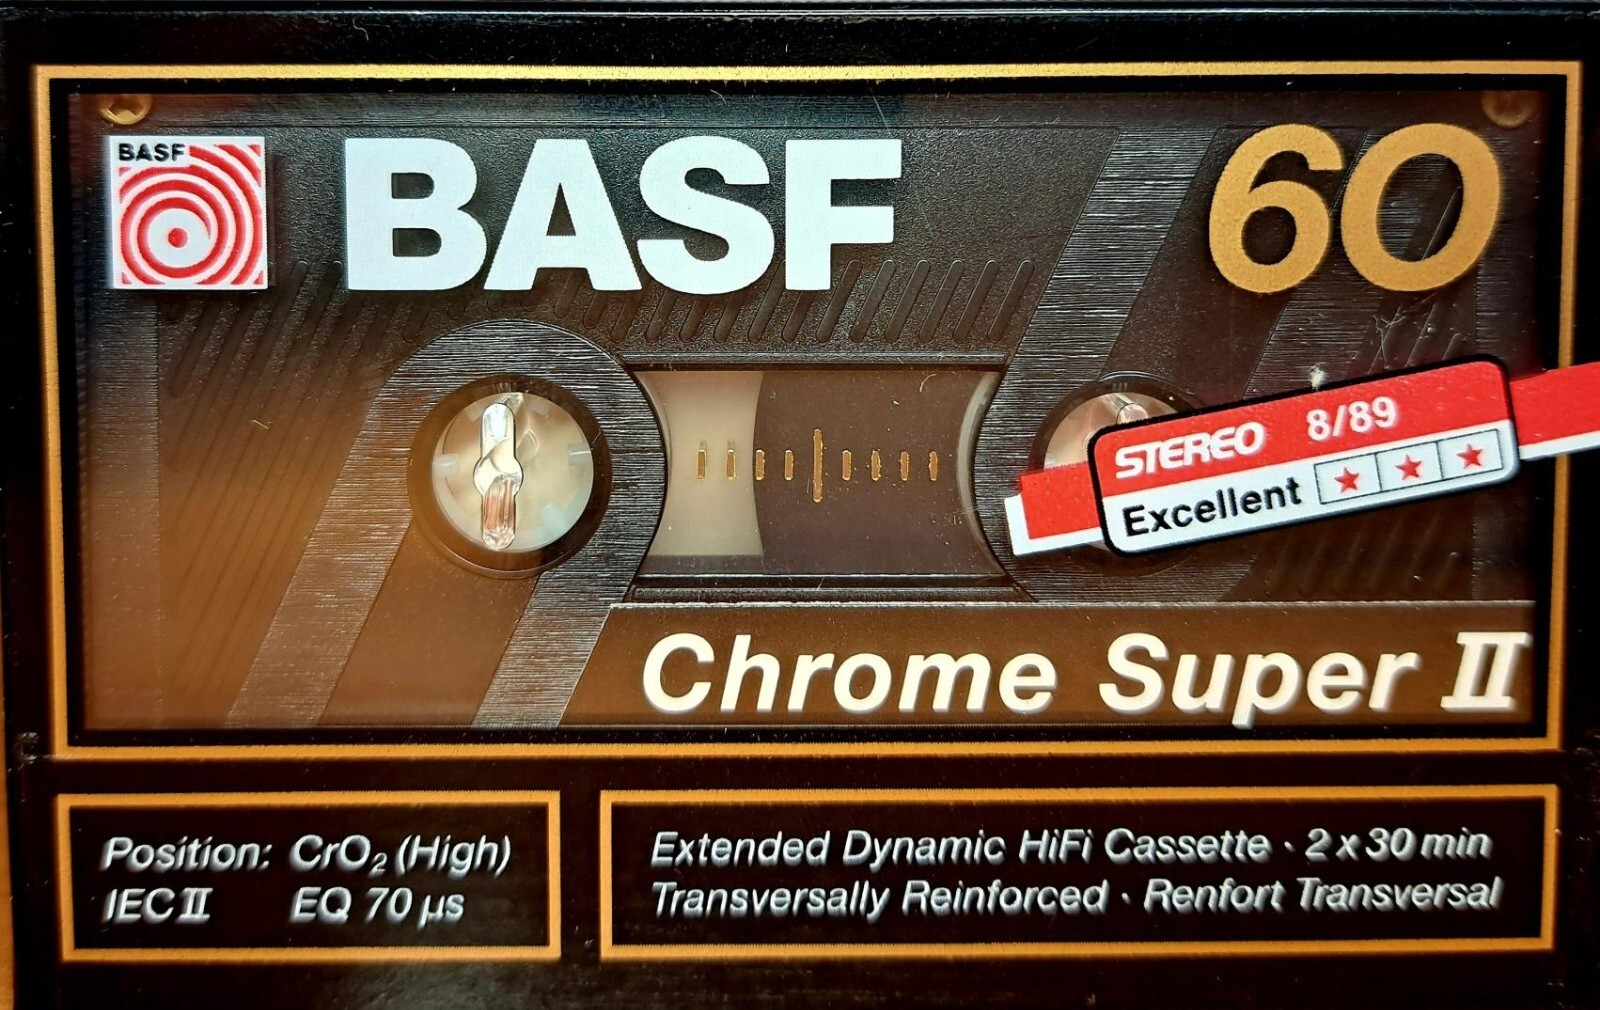 BASF
BASF
60
STEREO 8/89
Excellent
Chrome Super II
Position: CrO₂ (High)
IEC II EQ 70 µs
Extended Dynamic HiFi Cassette · 2 x 30 min
Transversally Reinforced · Renfort Transversal